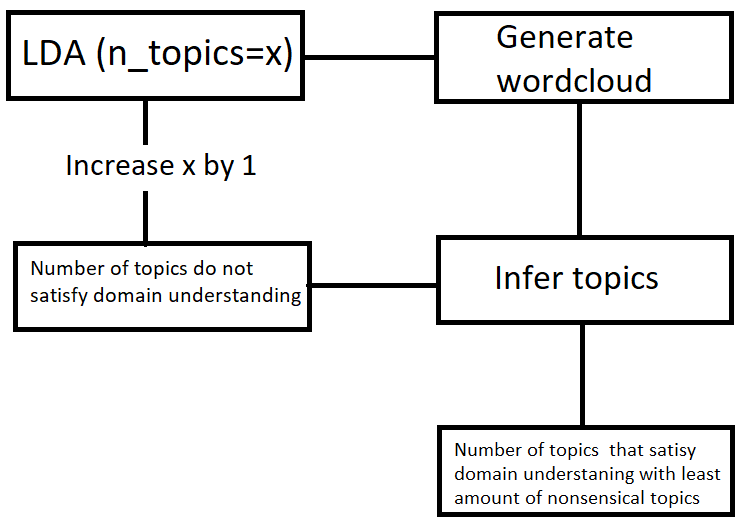 LDA (n_topics=x)
Generate
wordcloud
Increase x by 1
Number of topics do not
satisfy domain understanding
Infer topics
Number of topics  that satisy
domain understaning with least
amount of nonsensical topics